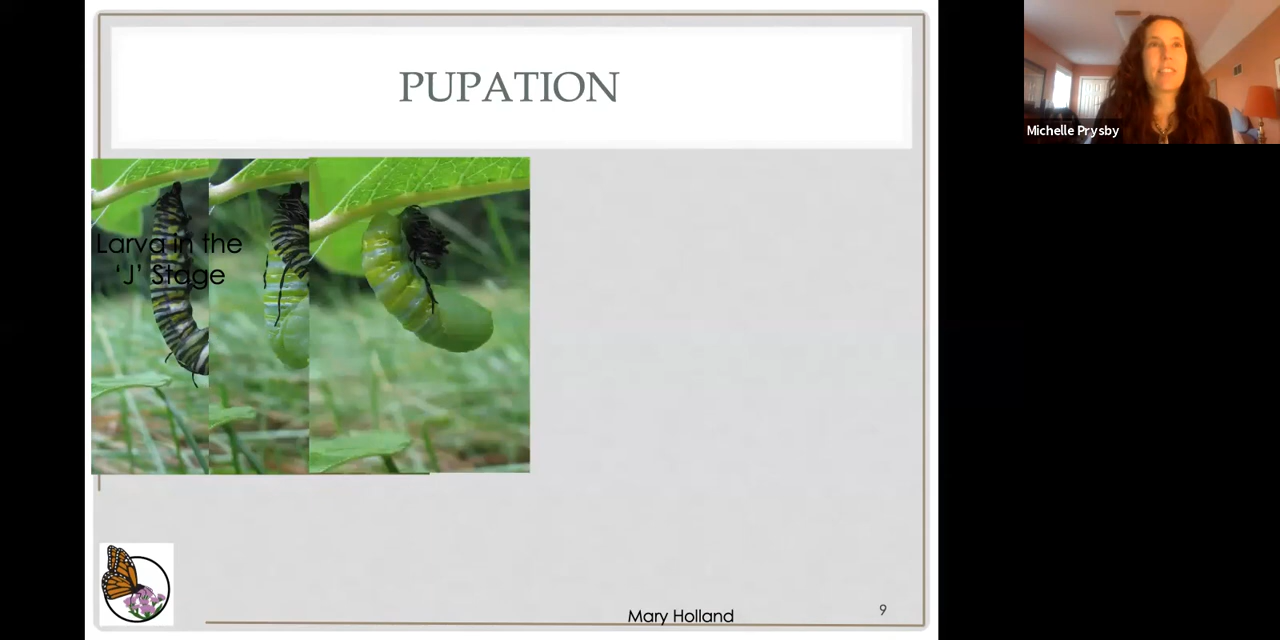 PUPATION
Michelle Prysby
Larva in the
‘J’ Stage
Mary Holland
9